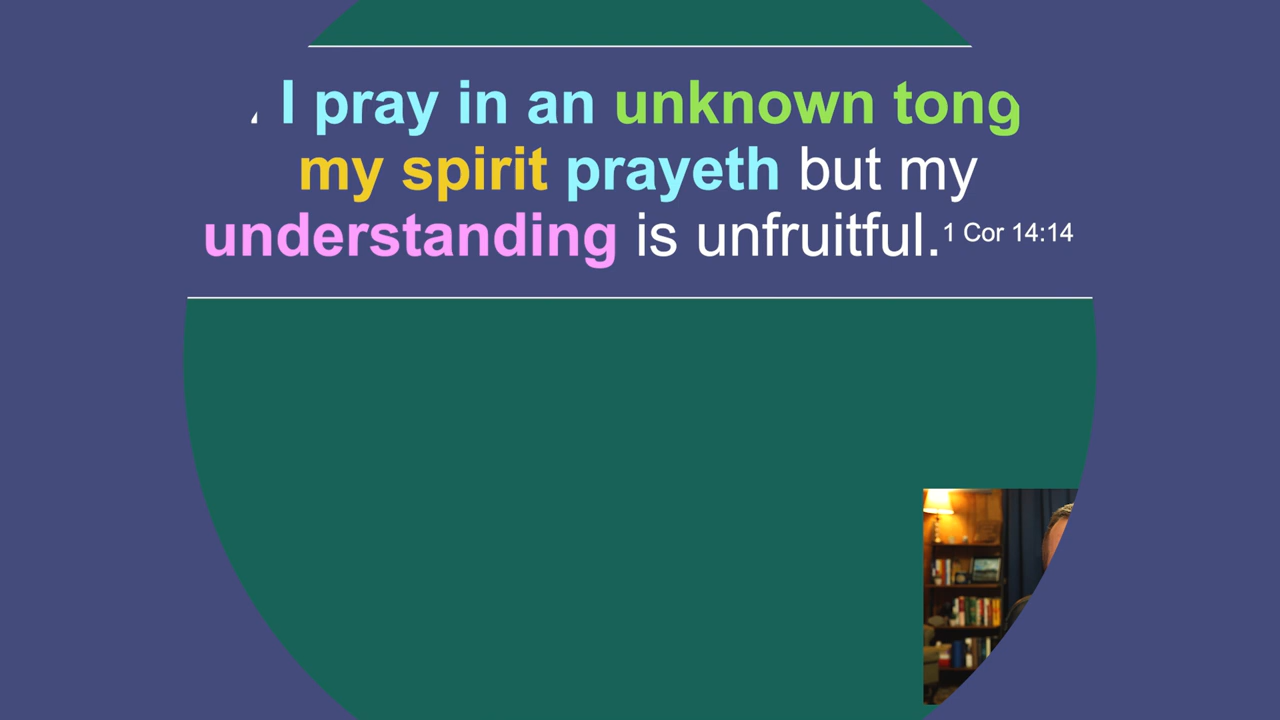 I pray in an unknown tong
my spirit prayeth but my
understanding is unfruitful. 1 Cor 14:14